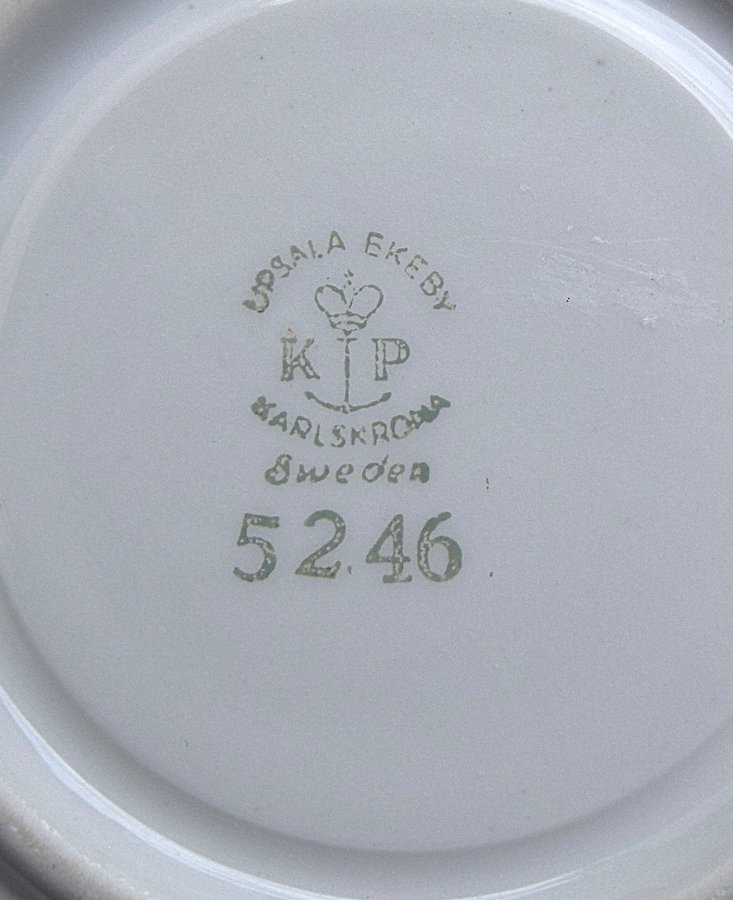 UPSALA EKEBY
K P
KARLSKRONA
Sweden
5246